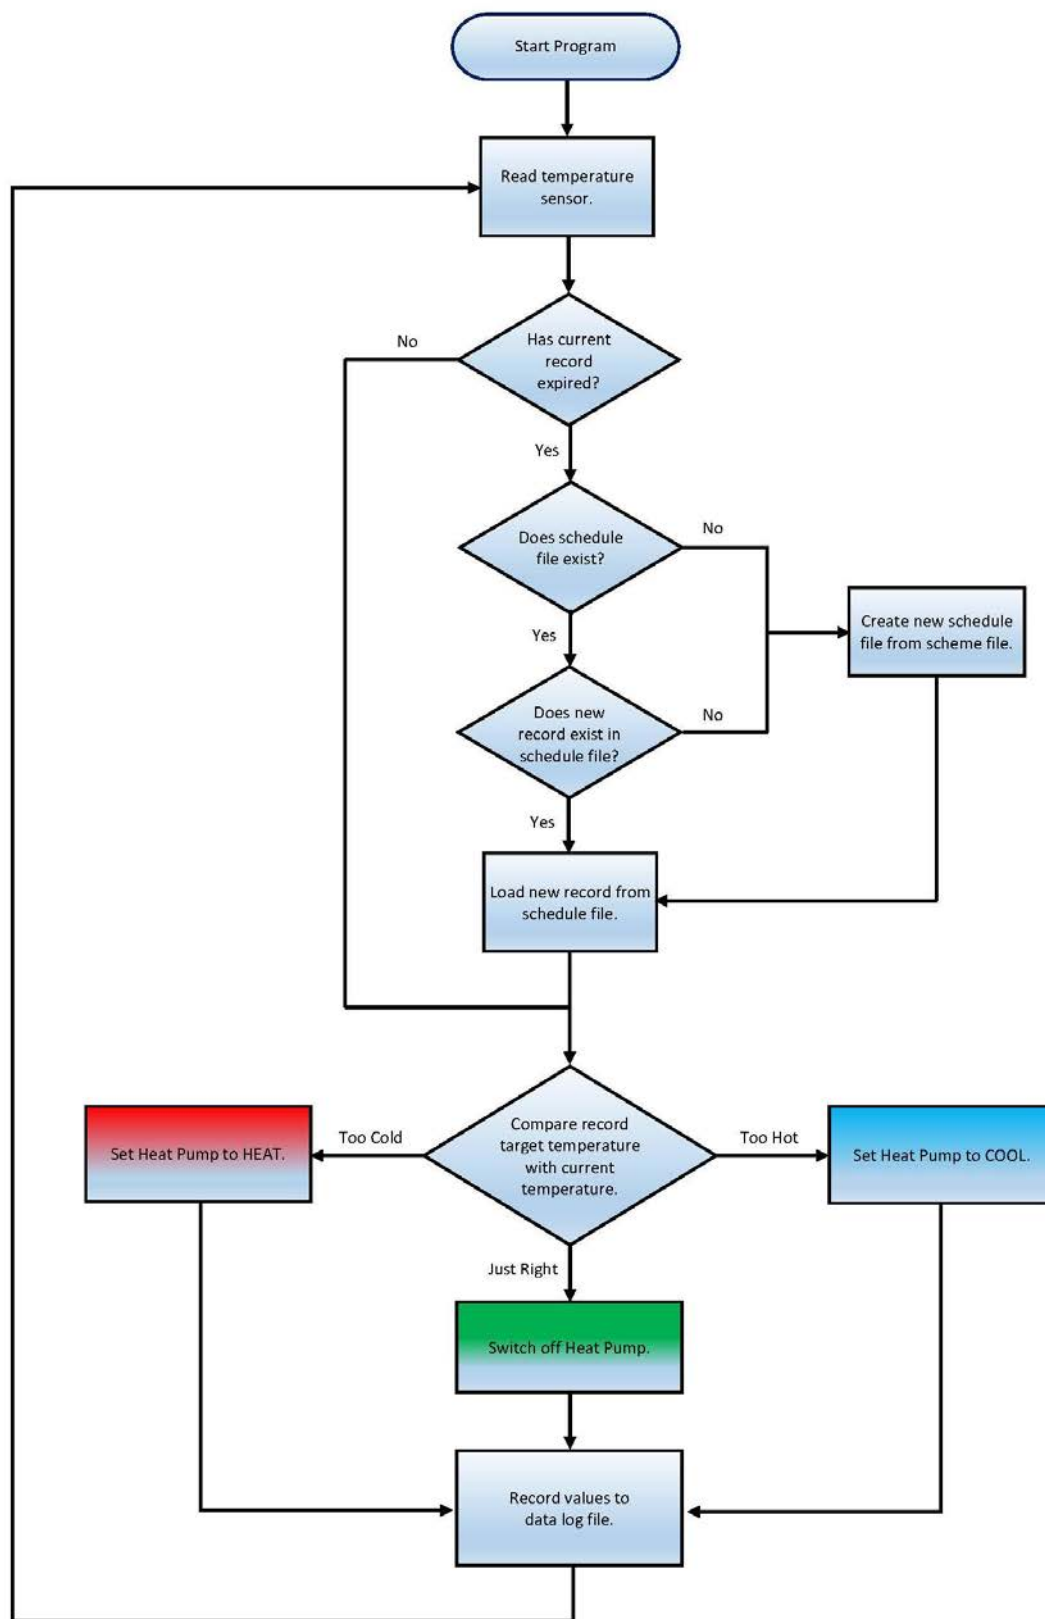 Start Program
Read temperature
sensor.
No
Has current
record
expired?
Yes
Does schedule
file exist?
No
Create new schedule
file from scheme file.
Yes
Does new
record exist in
schedule file?
No
Yes
Load new record from
schedule file.
Compare record
target temperature
with current
temperature.
Too Cold
Too Hot
Set Heat Pump to HEAT.
Set Heat Pump to COOL.
Just Right
Switch off Heat Pump.
Record values to
data log file.